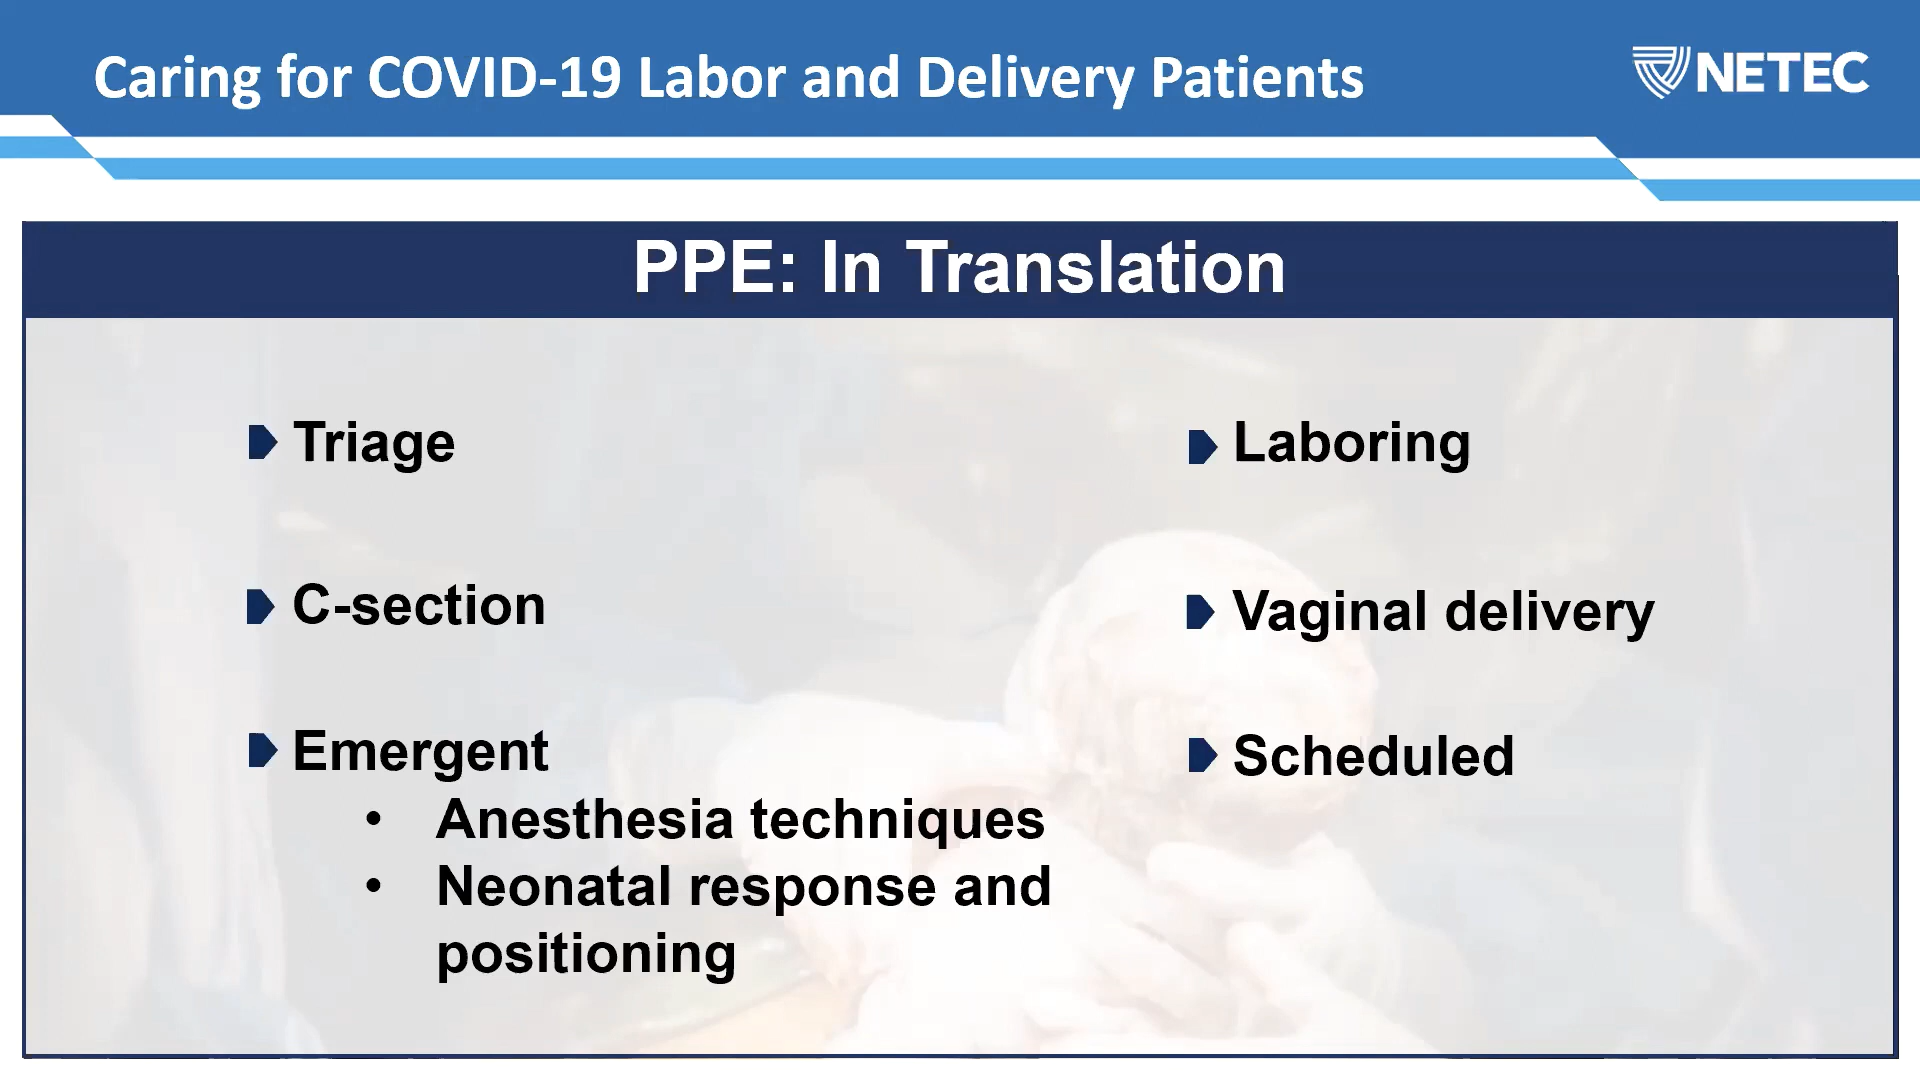 Caring for COVID-19 Labor and Delivery Patients
NETEC
PPE: In Translation
Triage
C-section
Emergent
• Anesthesia techniques
• Neonatal response and
positioning
Laboring
Vaginal delivery
Scheduled